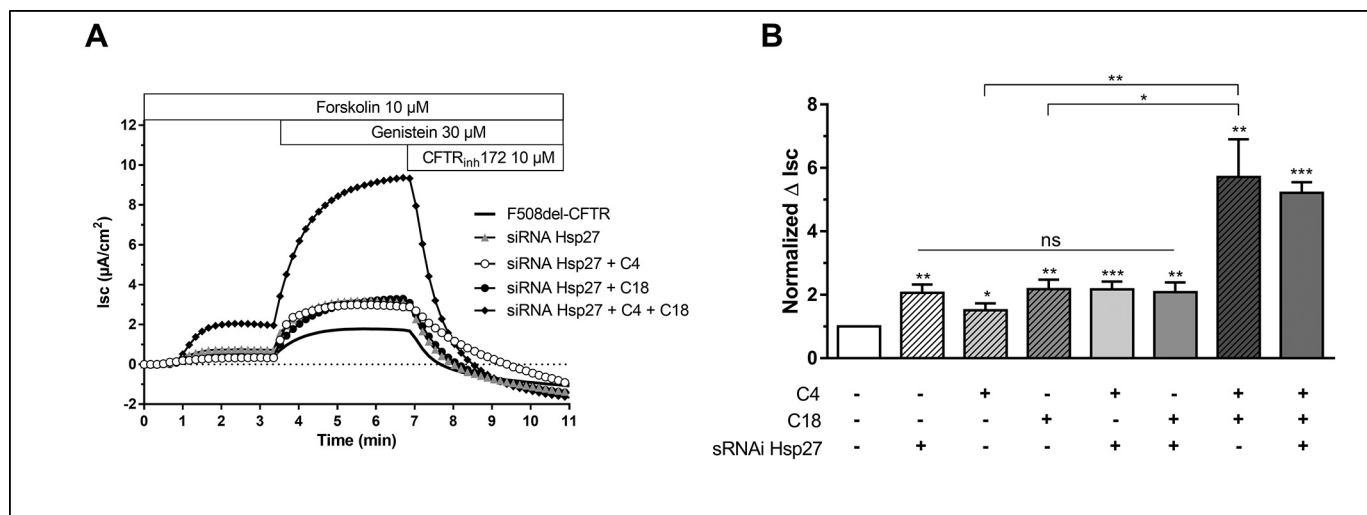 A
Forskolin 10 µM
Genistein 30 µM
CFTRinh172 10 µM
Isc (µA/cm²)
12
10
8
6
4
2
0
-2
0 1 2 3 4 5 6 7 8 9 10 11
Time (min)
F508del-CFTR
siRNA Hsp27
siRNA Hsp27 + C4
siRNA Hsp27 + C18
siRNA Hsp27 + C4 + C18
B
Normalized Δ Isc
8
6
4
2
0
**
*
**
***
ns
** * ** *** **
C4 - - + - + - + +
C18 - - - + - + + +
sRNAi Hsp27 - + - - + + - +